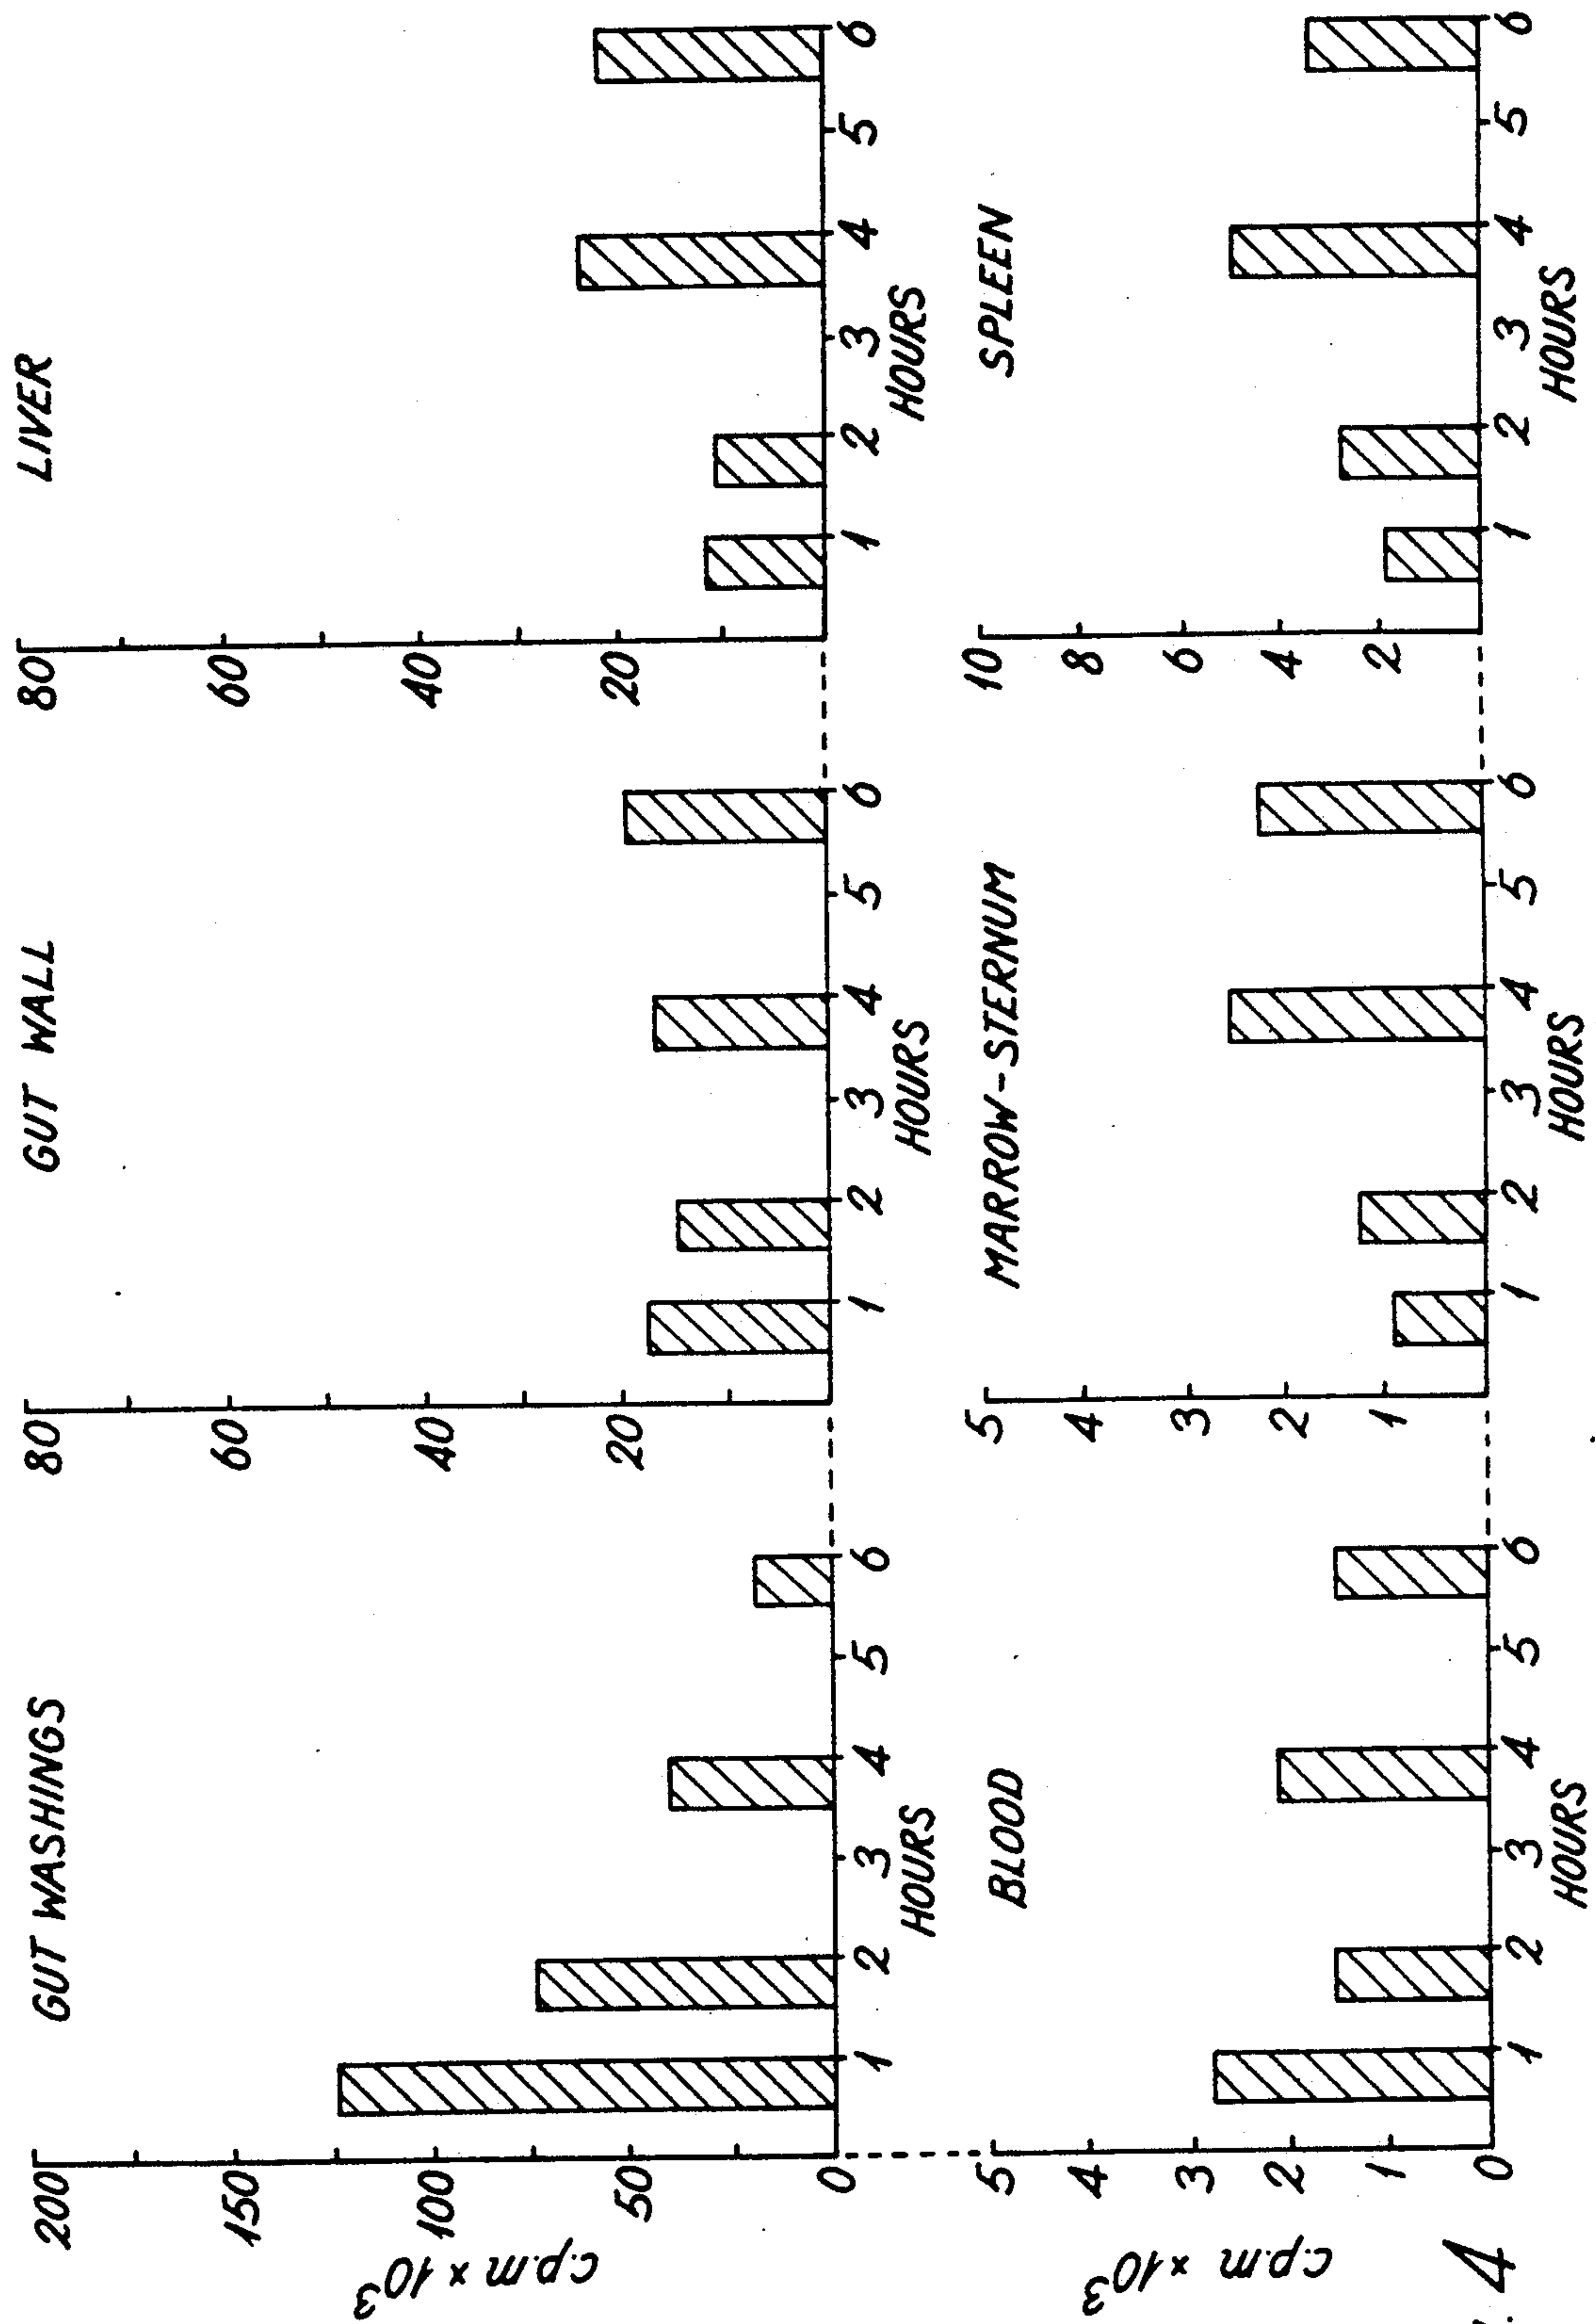 GUT WASHINGS
200
150
100
50
0
c.p.m × 10³
1 2 3 4 5 6
HOURS
GUT WALL
80
60
40
20
1 2 3 4 5 6
HOURS
LIVER
80
60
40
20
1 2 3 4 5 6
HOURS
BLOOD
5
4
3
2
1
0
c.p.m × 10³
1 2 3 4 5 6
HOURS
MARROW-STERNUM
5
4
3
2
1
1 2 3 4 5 6
HOURS
SPLEEN
10
8
6
4
2
1 2 3 4 5 6
HOURS
4